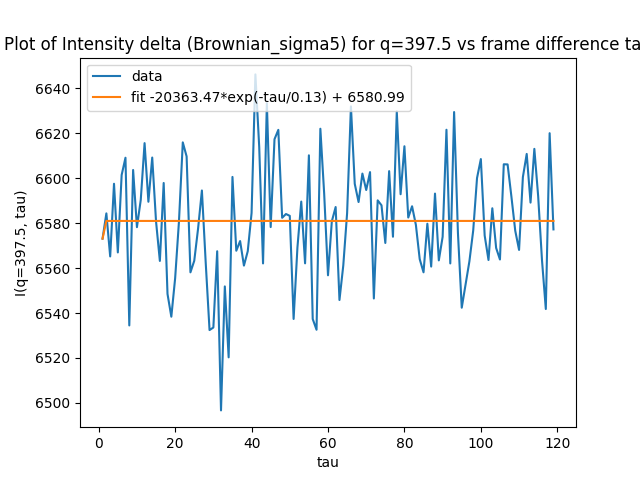 Plot of Intensity delta (Brownian_sigma5) for q=397.5 vs frame difference ta
data
fit -20363.47*exp(-tau/0.13) + 6580.99
I(q=397.5, tau)
6640
6620
6600
6580
6560
6540
6520
6500
0 20 40 60 80 100 120
tau